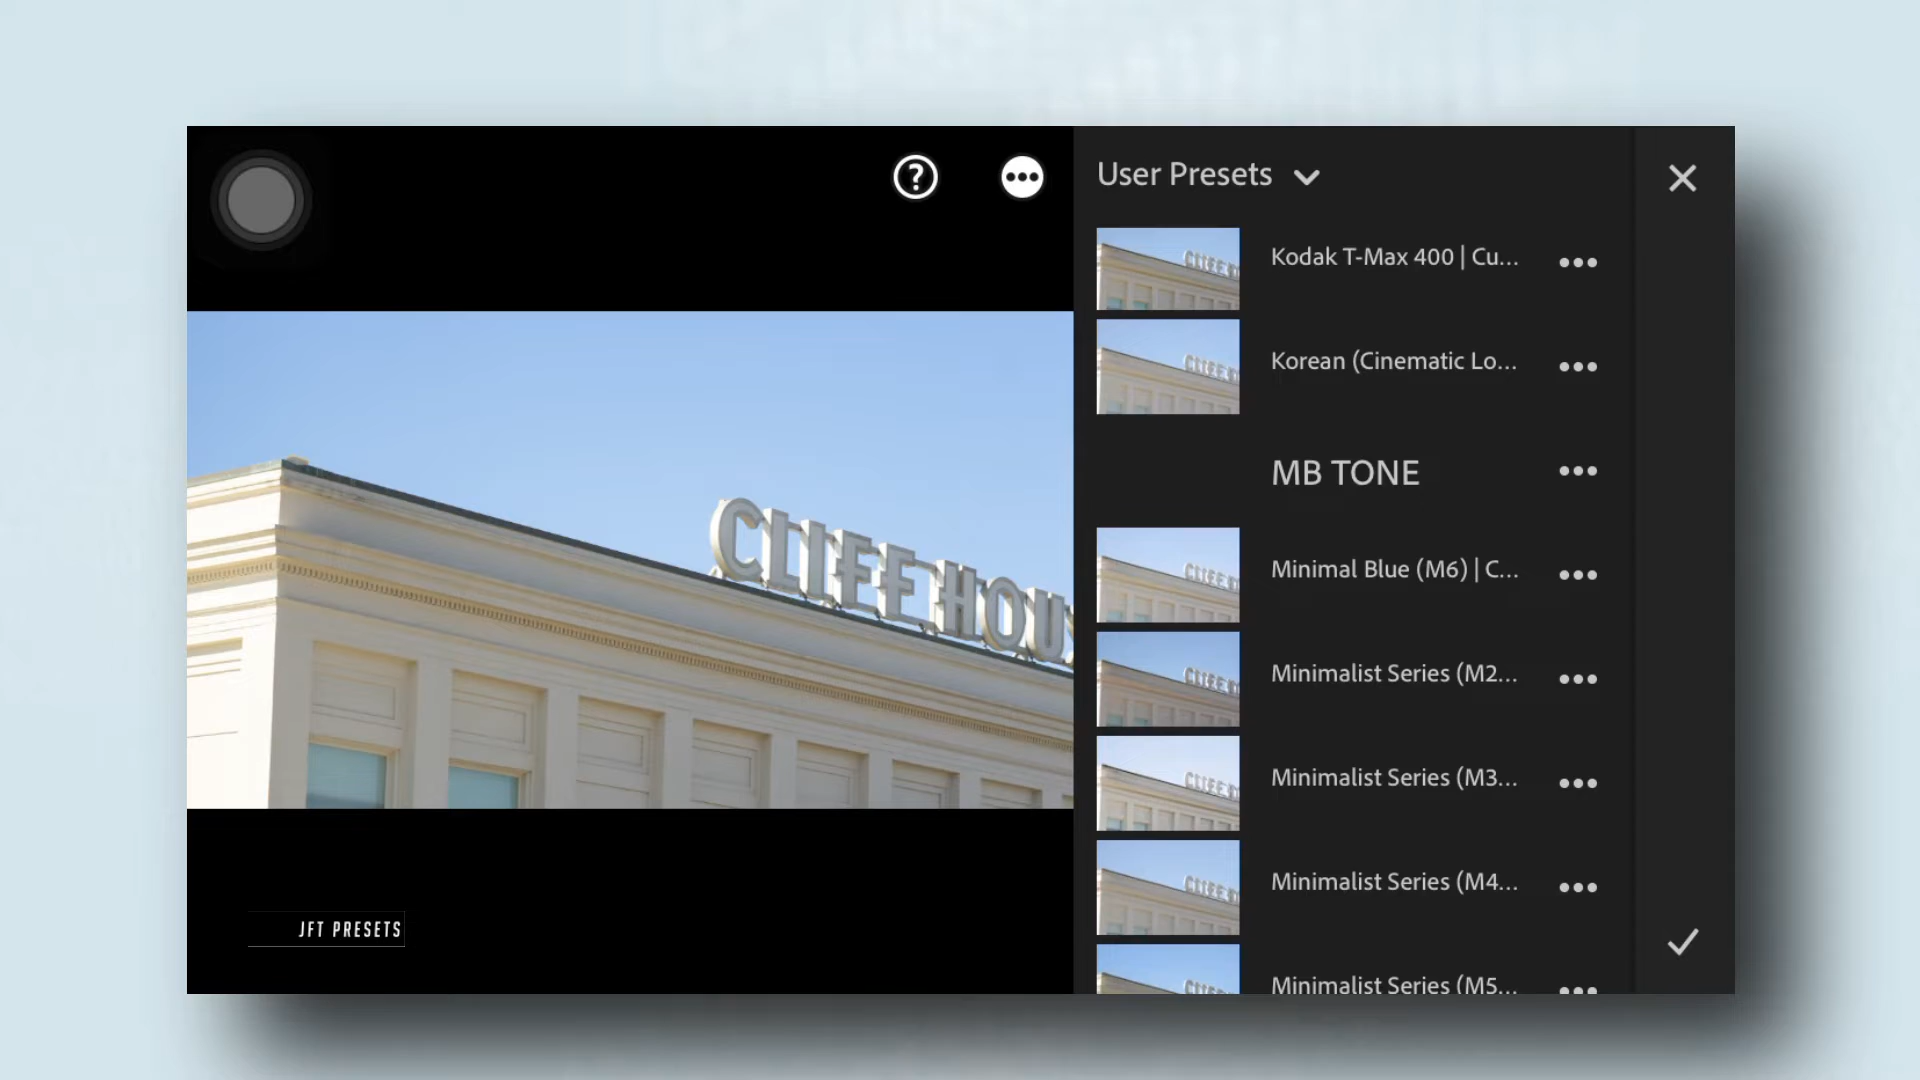 User Presets
Kodak T-Max 400 | Cu...
Korean (Cinematic Lo...
MB TONE
Minimal Blue (M6) | C...
Minimalist Series (M2...
Minimalist Series (M3...
Minimalist Series (M4...
Minimalist Series (M5...
CLIFF HOU
JFT PRESETS